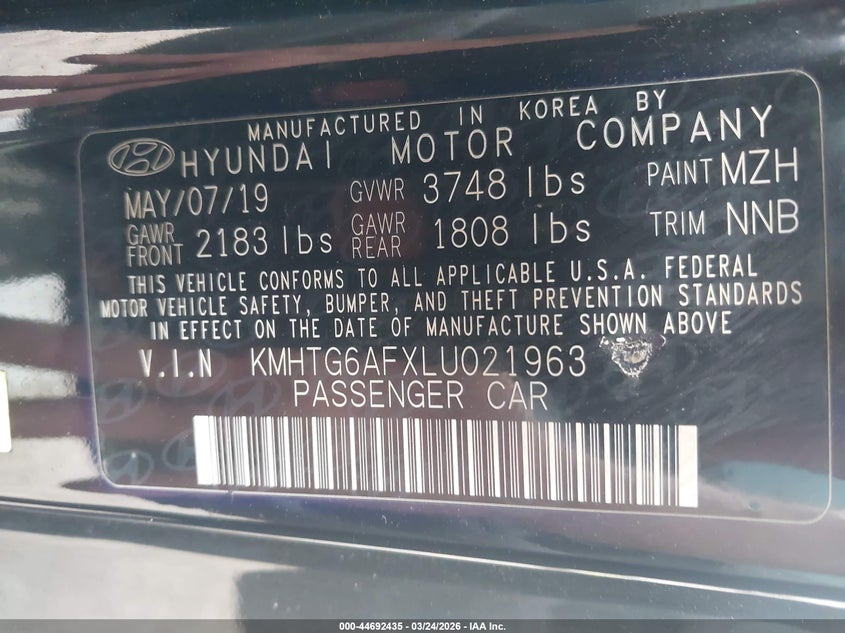 MANUFACTURED IN KOREA BY
HYUNDAI MOTOR COMPANY
MAY/07/19 GVWR 3748 lbs PAINT MZH
GAWR FRONT 2183 lbs GAWR REAR 1808 lbs TRIM NNB
THIS VEHICLE CONFORMS TO ALL APPLICABLE U.S.A. FEDERAL
MOTOR VEHICLE SAFETY, BUMPER, AND THEFT PREVENTION STANDARDS
IN EFFECT ON THE DATE OF MANUFACTURE SHOWN ABOVE
V.I.N KMHTG6AFXLU021963
PASSENGER CAR
000-44692435 - 03/24/2026 - IAA Inc.